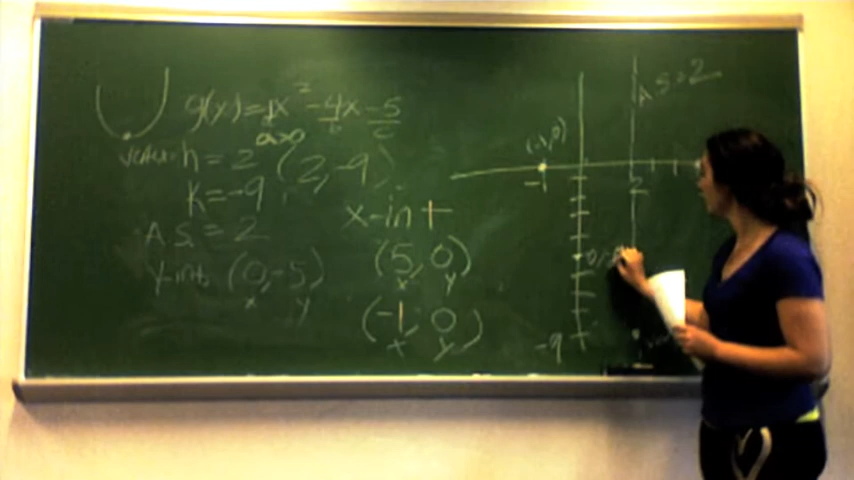 g(x) = 1x² - 4x - 5
a b c
a>0
vertex = h = 2 (2, -9)
K = -9
A.S. = 2
y-int. (0, -5)
x y
x-int
(5, 0)
x y
(-1, 0)
x y
A.S. = 2
(-1, 0)
-1
2
-9